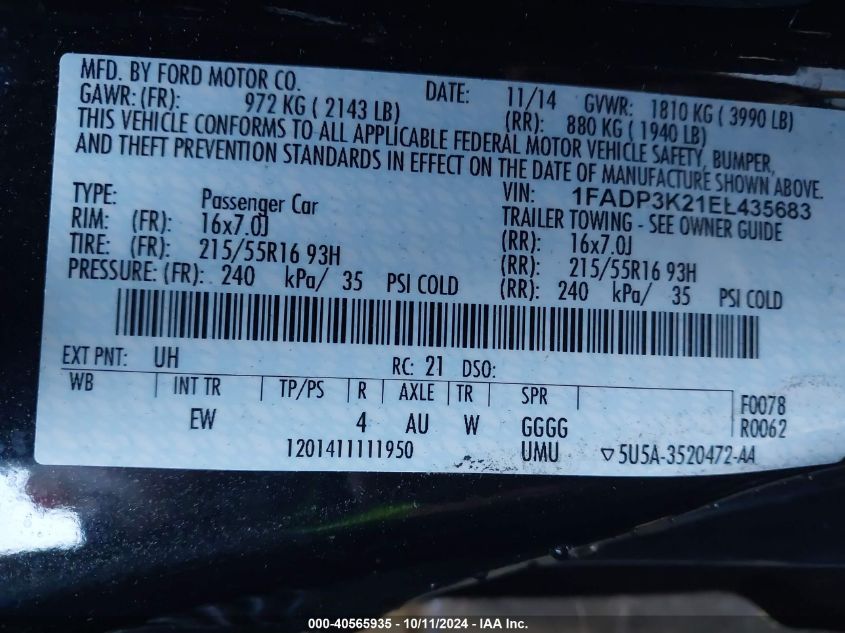 MFD. BY FORD MOTOR CO. DATE: 11/14 GVWR: 1810 KG ( 3990 LB)
GAWR: (FR): 972 KG ( 2143 LB) (RR): 880 KG ( 1940 LB)
THIS VEHICLE CONFORMS TO ALL APPLICABLE FEDERAL MOTOR VEHICLE SAFETY, BUMPER,
AND THEFT PREVENTION STANDARDS IN EFFECT ON THE DATE OF MANUFACTURE SHOWN ABOVE.
VIN: 1FADP3K21EL435683
TYPE: Passenger Car TRAILER TOWING - SEE OWNER GUIDE
RIM: (FR): 16x7.0J (RR): 16x7.0J
TIRE: (FR): 215/55R16 93H (RR): 215/55R16 93H
PRESSURE: (FR): 240 kPa/ 35 PSI COLD (RR): 240 kPa/ 35 PSI COLD
EXT PNT: UH RC: 21 DSO:
WB INT TR TP/PS R AXLE TR SPR F0078
EW 4 AU W GGGG R0062
1201411111950 UMU ▽ 5U5A-3520472-AA
000-40565935 - 10/11/2024 - IAA Inc.